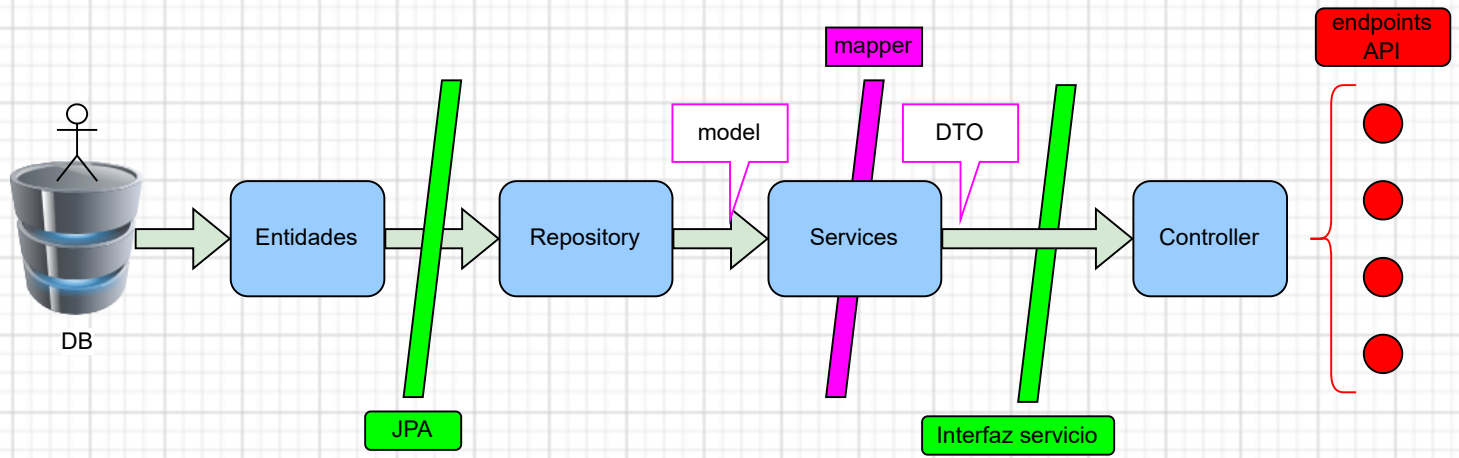 mapper
endpoints
API
model
DTO
Entidades
Repository
Services
Controller
DB
JPA
Interfaz servicio